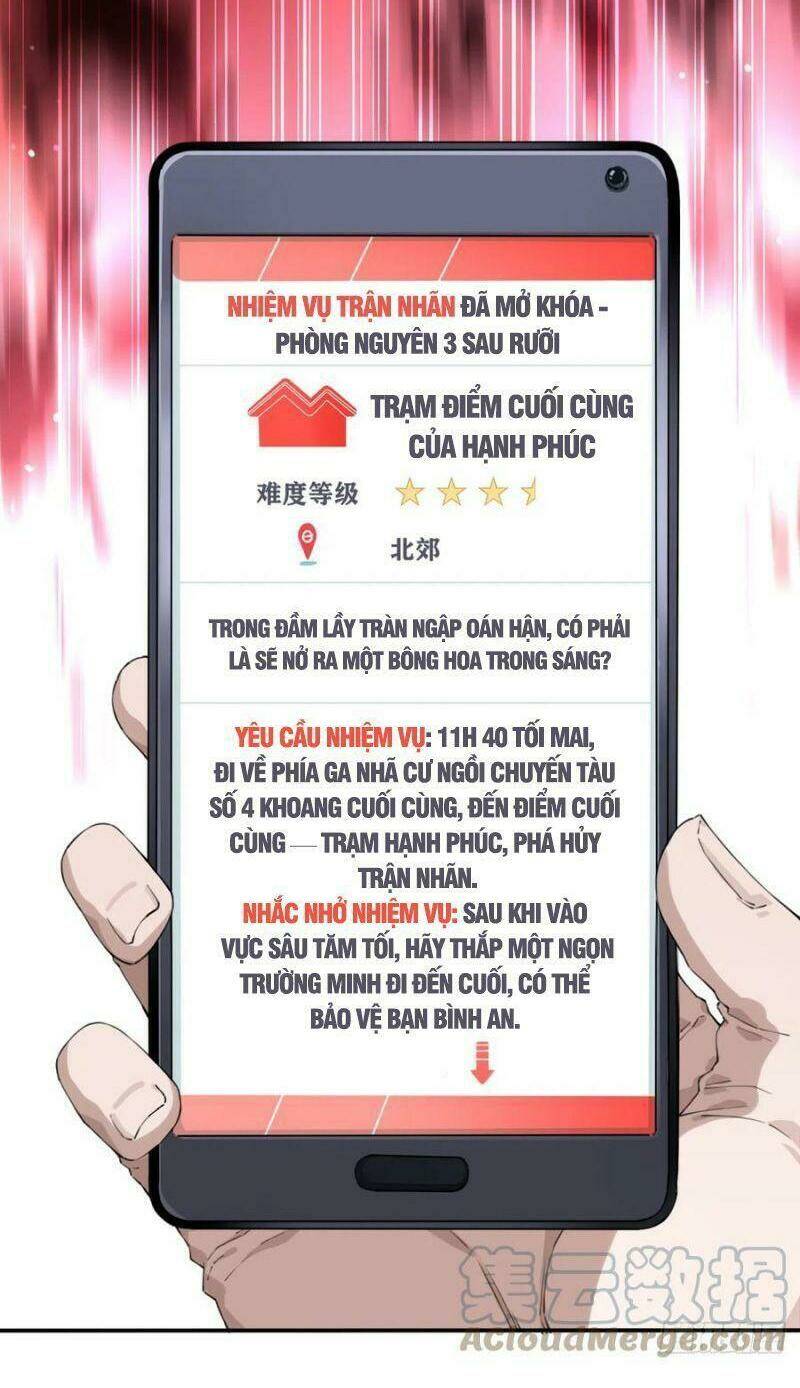 NHIỆM VỤ TRẬN NHÃN ĐÃ MỞ KHÓA -
PHÒNG NGUYÊN 3 SAU RƯỠI
TRẠM ĐIỂM CUỐI CÙNG
CỦA HẠNH PHÚC
难度等级
北郊
TRONG ĐẦM LẦY TRÀN NGẬP OÁN HẬN, CÓ PHẢI
LÀ SẼ NỞ RA MỘT BÔNG HOA TRONG SÁNG?
YÊU CẦU NHIỆM VỤ: 11H 40 TỐI MAI,
ĐI VỀ PHÍA GA NHÃ CƯ NGỒI CHUYẾN TÀU
SỐ 4 KHOANG CUỐI CÙNG, ĐẾN ĐIỂM CUỐI
CÙNG — TRẠM HẠNH PHÚC, PHÁ HỦY
TRẬN NHÃN.
NHẮC NHỞ NHIỆM VỤ: SAU KHI VÀO
VỰC SÂU TĂM TỐI, HÃY THẮP MỘT NGỌN
TRƯỜNG MINH ĐI ĐẾN CUỐI, CÓ THỂ
BẢO VỆ BẠN BÌNH AN.
集云数据
Acloudmerge.com